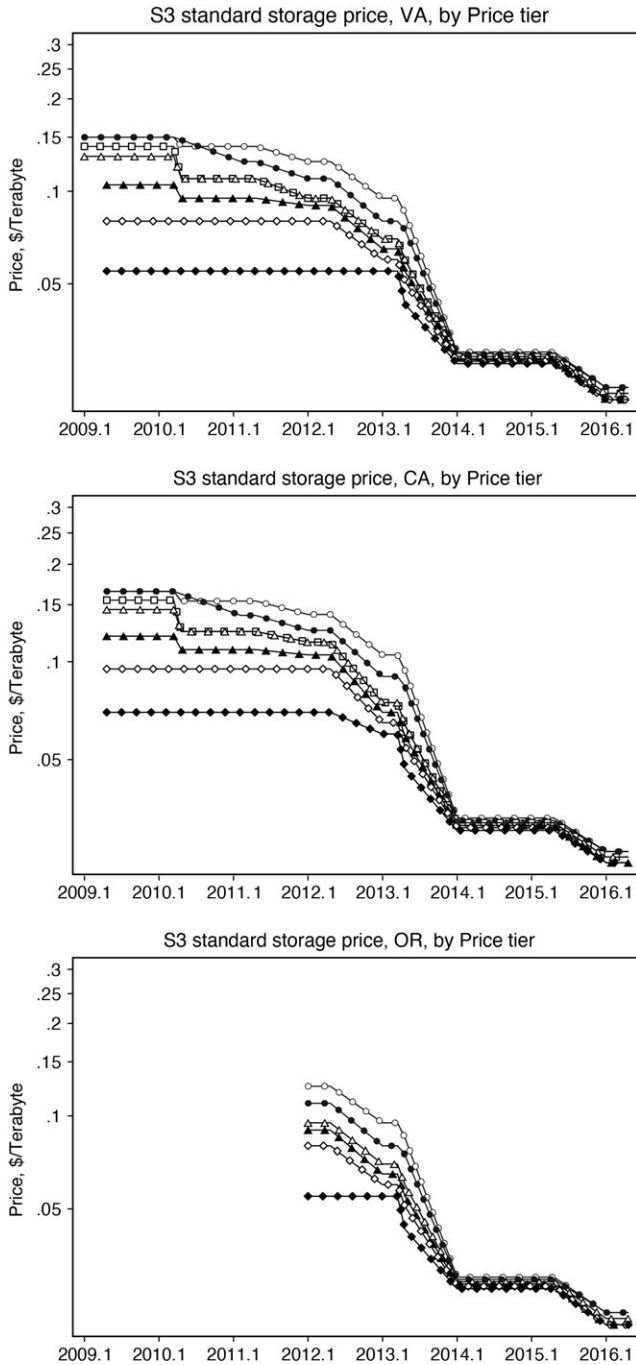 S3 standard storage price, VA, by Price tier
Price, $/Terabyte
.3
.25
.2
.15
.1
.05
2009.1 2010.1 2011.1 2012.1 2013.1 2014.1 2015.1 2016.1
S3 standard storage price, CA, by Price tier
Price, $/Terabyte
.3
.25
.2
.15
.1
.05
2009.1 2010.1 2011.1 2012.1 2013.1 2014.1 2015.1 2016.1
S3 standard storage price, OR, by Price tier
Price, $/Terabyte
.3
.25
.2
.15
.1
.05
2009.1 2010.1 2011.1 2012.1 2013.1 2014.1 2015.1 2016.1